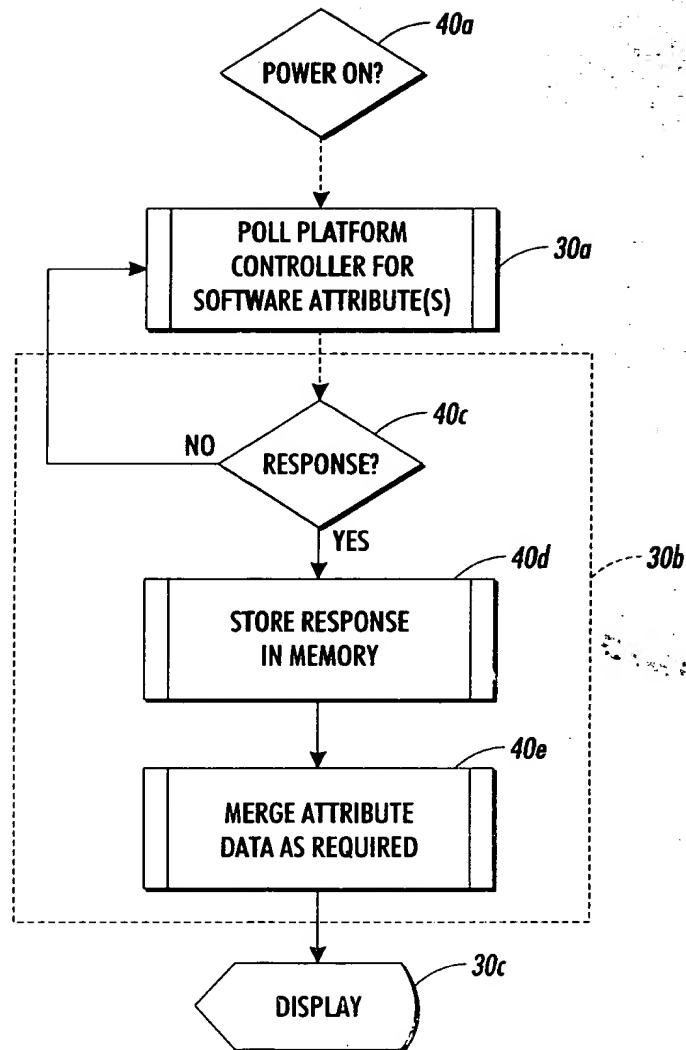 40a
POWER ON?
POLL PLATFORM
CONTROLLER FOR
SOFTWARE ATTRIBUTE(S)
30a
40c
NO
RESPONSE?
YES
40d
30b
STORE RESPONSE
IN MEMORY
40e
MERGE ATTRIBUTE
DATA AS REQUIRED
30c
DISPLAY